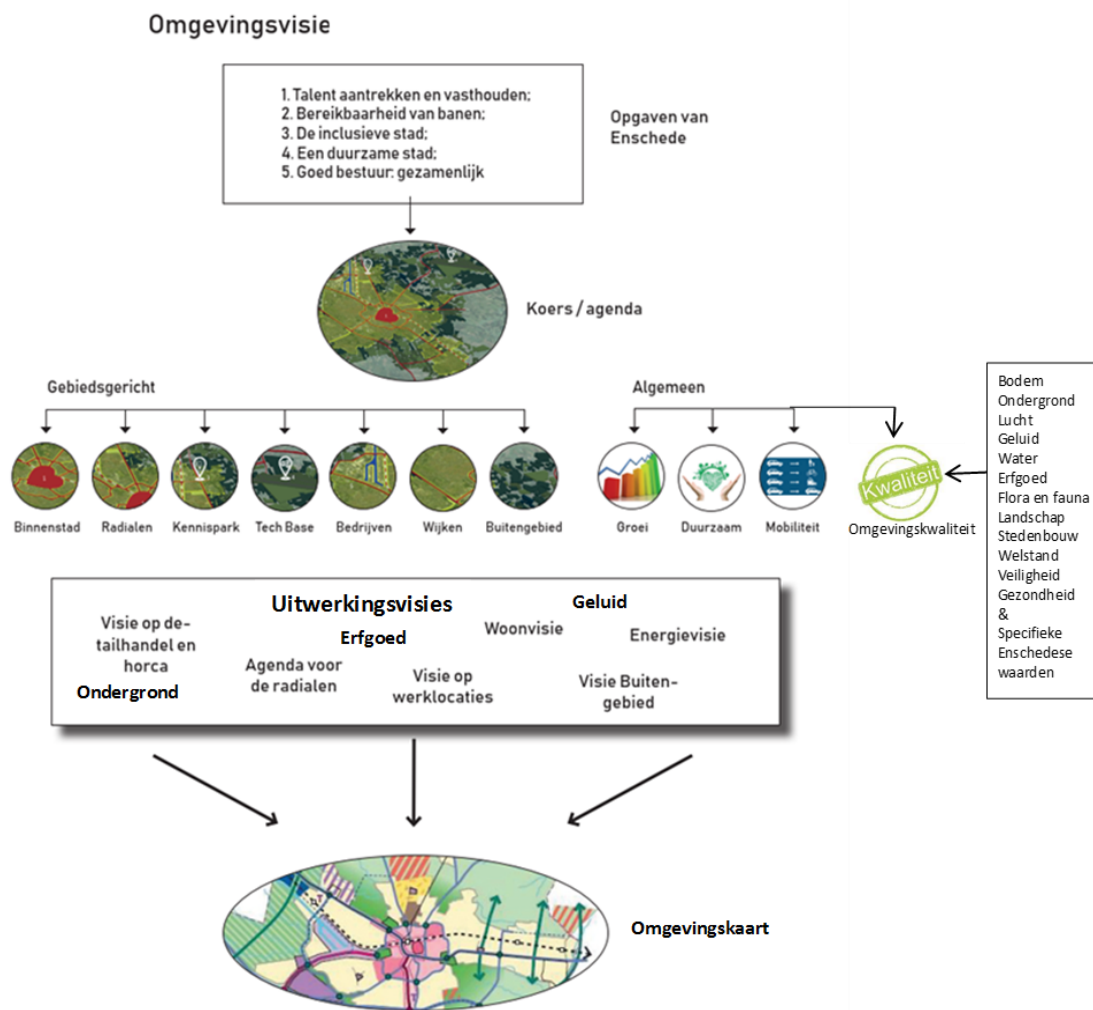 Omgevingsvisie
1. Talent aantrekken en vasthouden;
2. Bereikbaarheid van banen;
3. De inclusieve stad;
4. Een duurzame stad;
5. Goed bestuur: gezamenlijk
Opgaven van
Enschede
Koers / agenda
Gebiedsgericht
Algemeen
Binnenstad
Radialen
Kennispark
Tech Base
Bedrijven
Wijken
Buitengebied
Groei
Duurzaam
Mobiliteit
Kwaliteit
Omgevingskwaliteit
Bodem
Ondergrond
Lucht
Geluid
Water
Erfgoed
Flora en fauna
Landschap
Stedenbouw
Welstand
Veiligheid
Gezondheid
&
Specifieke
Enschedese
waarden
Uitwerkingsvisies
Geluid
Visie op de-
tailhandel en
horca
Erfgoed
Woonvisie
Energievisie
Ondergrond
Agenda voor
de radialen
Visie op
werklocaties
Visie Buiten-
gebied
Omgevingskaart